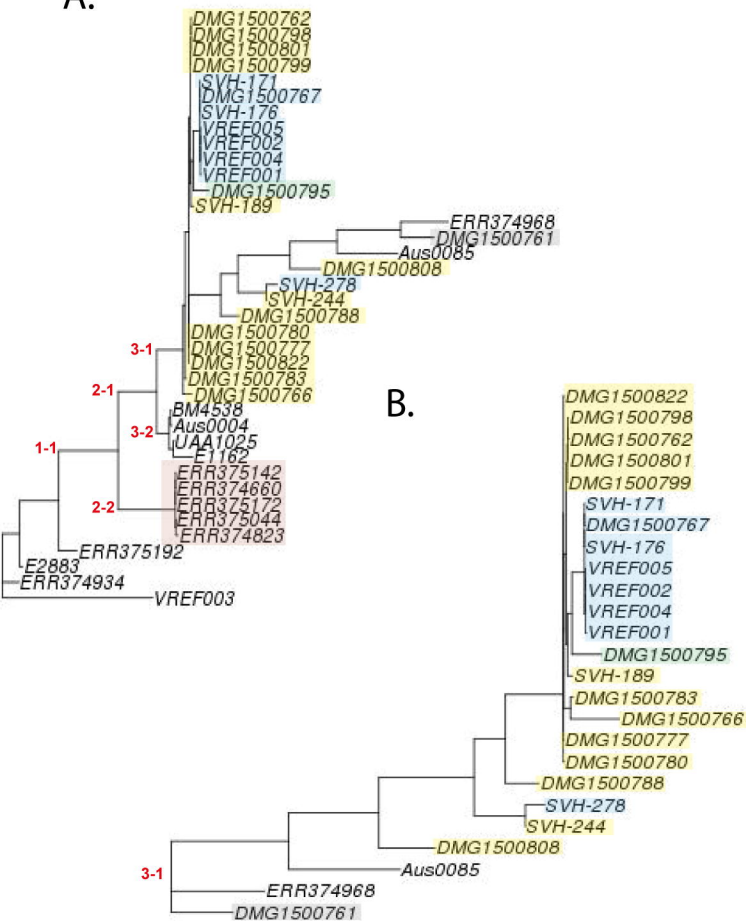 A.
DMG1500762
DMG1500798
DMG1500801
DMG1500799
SVH-171
DMG1500767
SVH-176
VREF005
VREF002
VREF004
VREF001
DMG1500795
SVH-189
ERR374968
DMG1500761
Aus0085
DMG1500808
SVH-278
SVH-244
DMG1500788
DMG1500780
3-1
DMG1500777
DMG1500822
DMG1500783
2-1
DMG1500766
BM4538
Aus0004
3-2
UAA1025
1-1
E1162
ERR375142
ERR374660
2-2
ERR375172
ERR375044
ERR374823
ERR375192
E2883
ERR374934
VREF003
B.
DMG1500822
DMG1500798
DMG1500762
DMG1500801
DMG1500799
SVH-171
DMG1500767
SVH-176
VREF005
VREF002
VREF004
VREF001
DMG1500795
SVH-189
DMG1500783
DMG1500766
DMG1500777
DMG1500780
DMG1500788
SVH-278
SVH-244
DMG1500808
Aus0085
3-1
ERR374968
DMG1500761